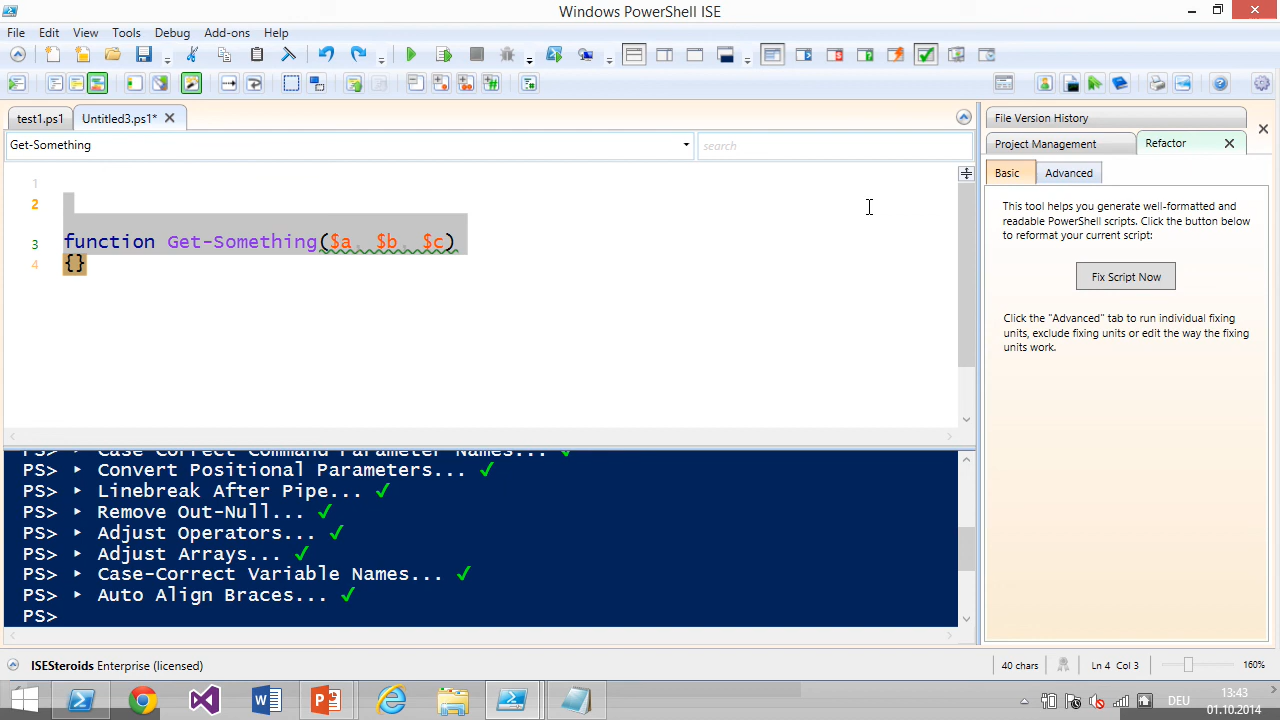 Windows PowerShell ISE
File Edit View Tools Debug Add-ons Help
test1.ps1 Untitled3.ps1* File Version History
Get-Something search Project Management Refactor
Basic Advanced
1
2
3 function Get-Something($a, $b, $c)
4 {}
This tool helps you generate well-formatted and
readable PowerShell scripts. Click the button below
to reformat your current script:
Fix Script Now
Click the "Advanced" tab to run individual fixing
units, exclude fixing units or edit the way the fixing
units work.
PS> ▸ Case Correct Command Parameter Names... ✓
PS> ▸ Convert Positional Parameters... ✓
PS> ▸ Linebreak After Pipe... ✓
PS> ▸ Remove Out-Null... ✓
PS> ▸ Adjust Operators... ✓
PS> ▸ Adjust Arrays... ✓
PS> ▸ Case-Correct Variable Names... ✓
PS> ▸ Auto Align Braces... ✓
PS>
ISESteroids Enterprise (licensed) 40 chars Ln 4 Col 3 160%
DEU 13:43
01.10.2014